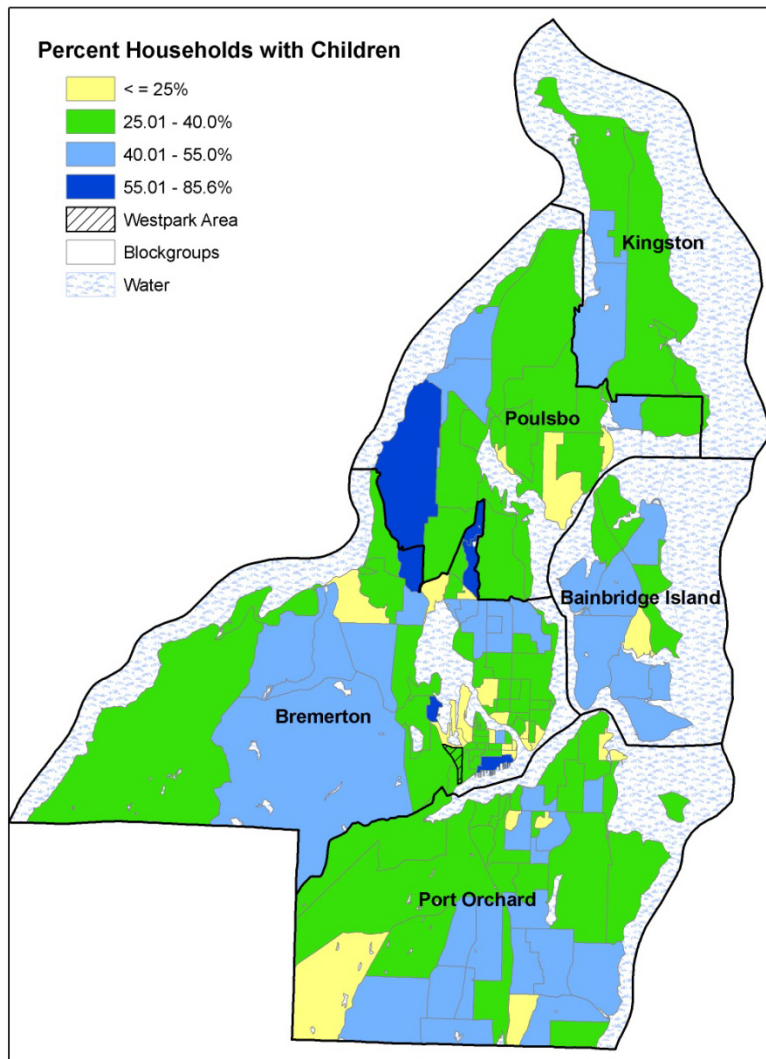 Percent Households with Children
< = 25%
25.01 - 40.0%
40.01 - 55.0%
55.01 - 85.6%
Westpark Area
Blockgroups
Water
Kingston
Poulsbo
Bainbridge Island
Bremerton
Port Orchard